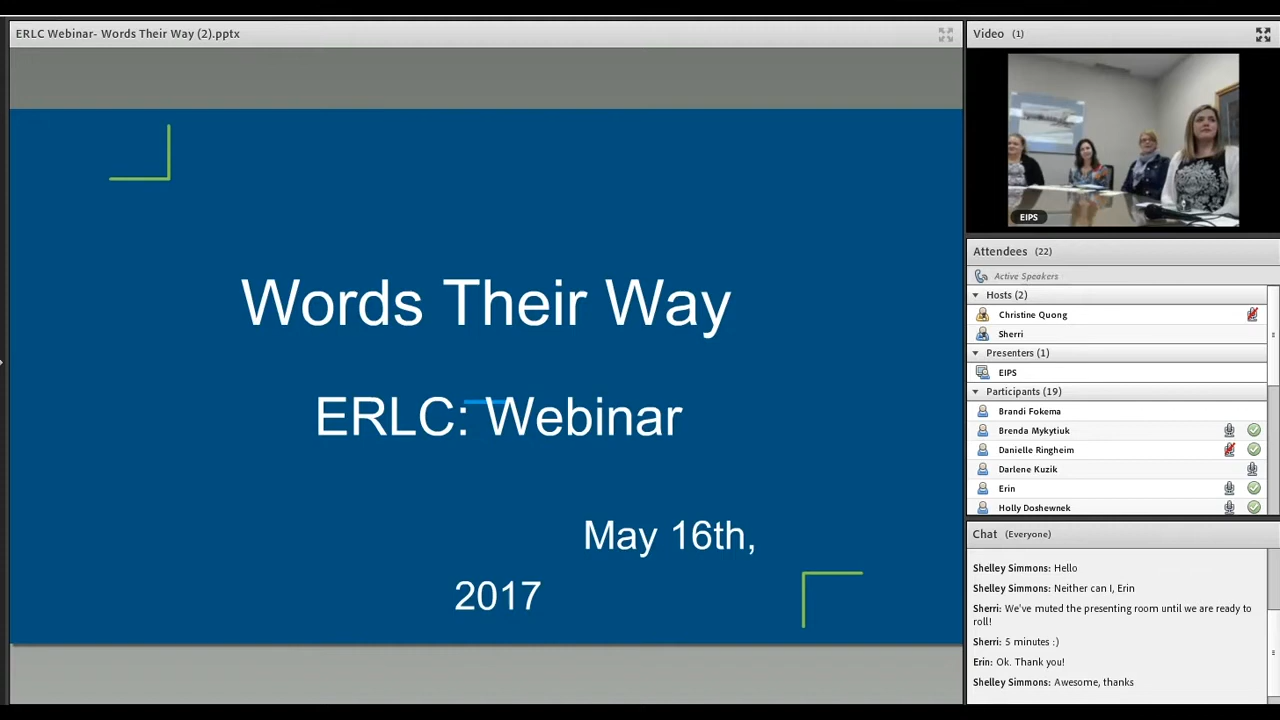 ERLC Webinar- Words Their Way (2).pptx
Words Their Way
ERLC: Webinar
May 16th,
2017
Video (1)
EIPS
Attendees (22)
Active Speakers
Hosts (2)
Christine Quong
Sherri
Presenters (1)
EIPS
Participants (19)
Brandi Fokema
Brenda Mykytiuk
Danielle Ringheim
Darlene Kuzik
Erin
Holly Doshewnek
Chat (Everyone)
Shelley Simmons: Hello
Shelley Simmons: Neither can I, Erin
Sherri: We've muted the presenting room until we are ready to
roll!
Sherri: 5 minutes :)
Erin: Ok. Thank you!
Shelley Simmons: Awesome, thanks